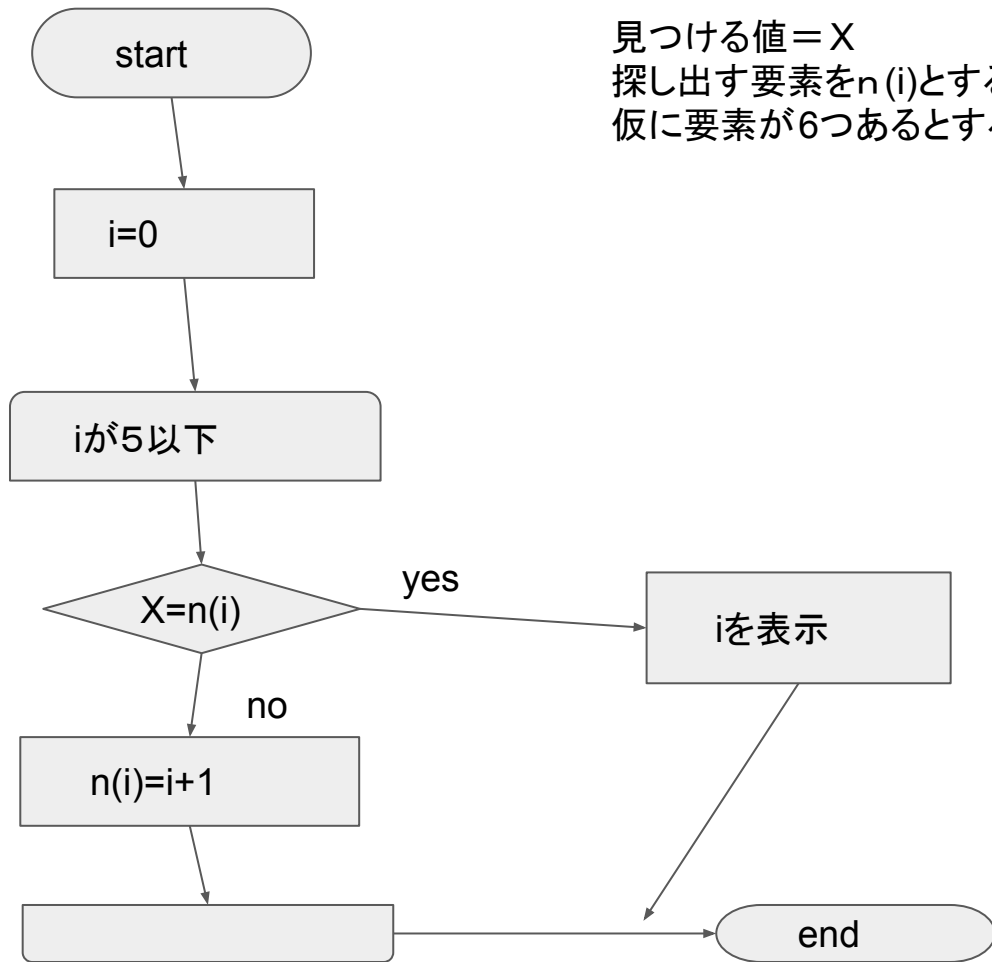 start
見つける値＝X
探し出す要素をn(i)とす
仮に要素が6つあるとす
i=0
iが５以下
X=n(i)
yes
iを表示
no
n(i)=i+1
end